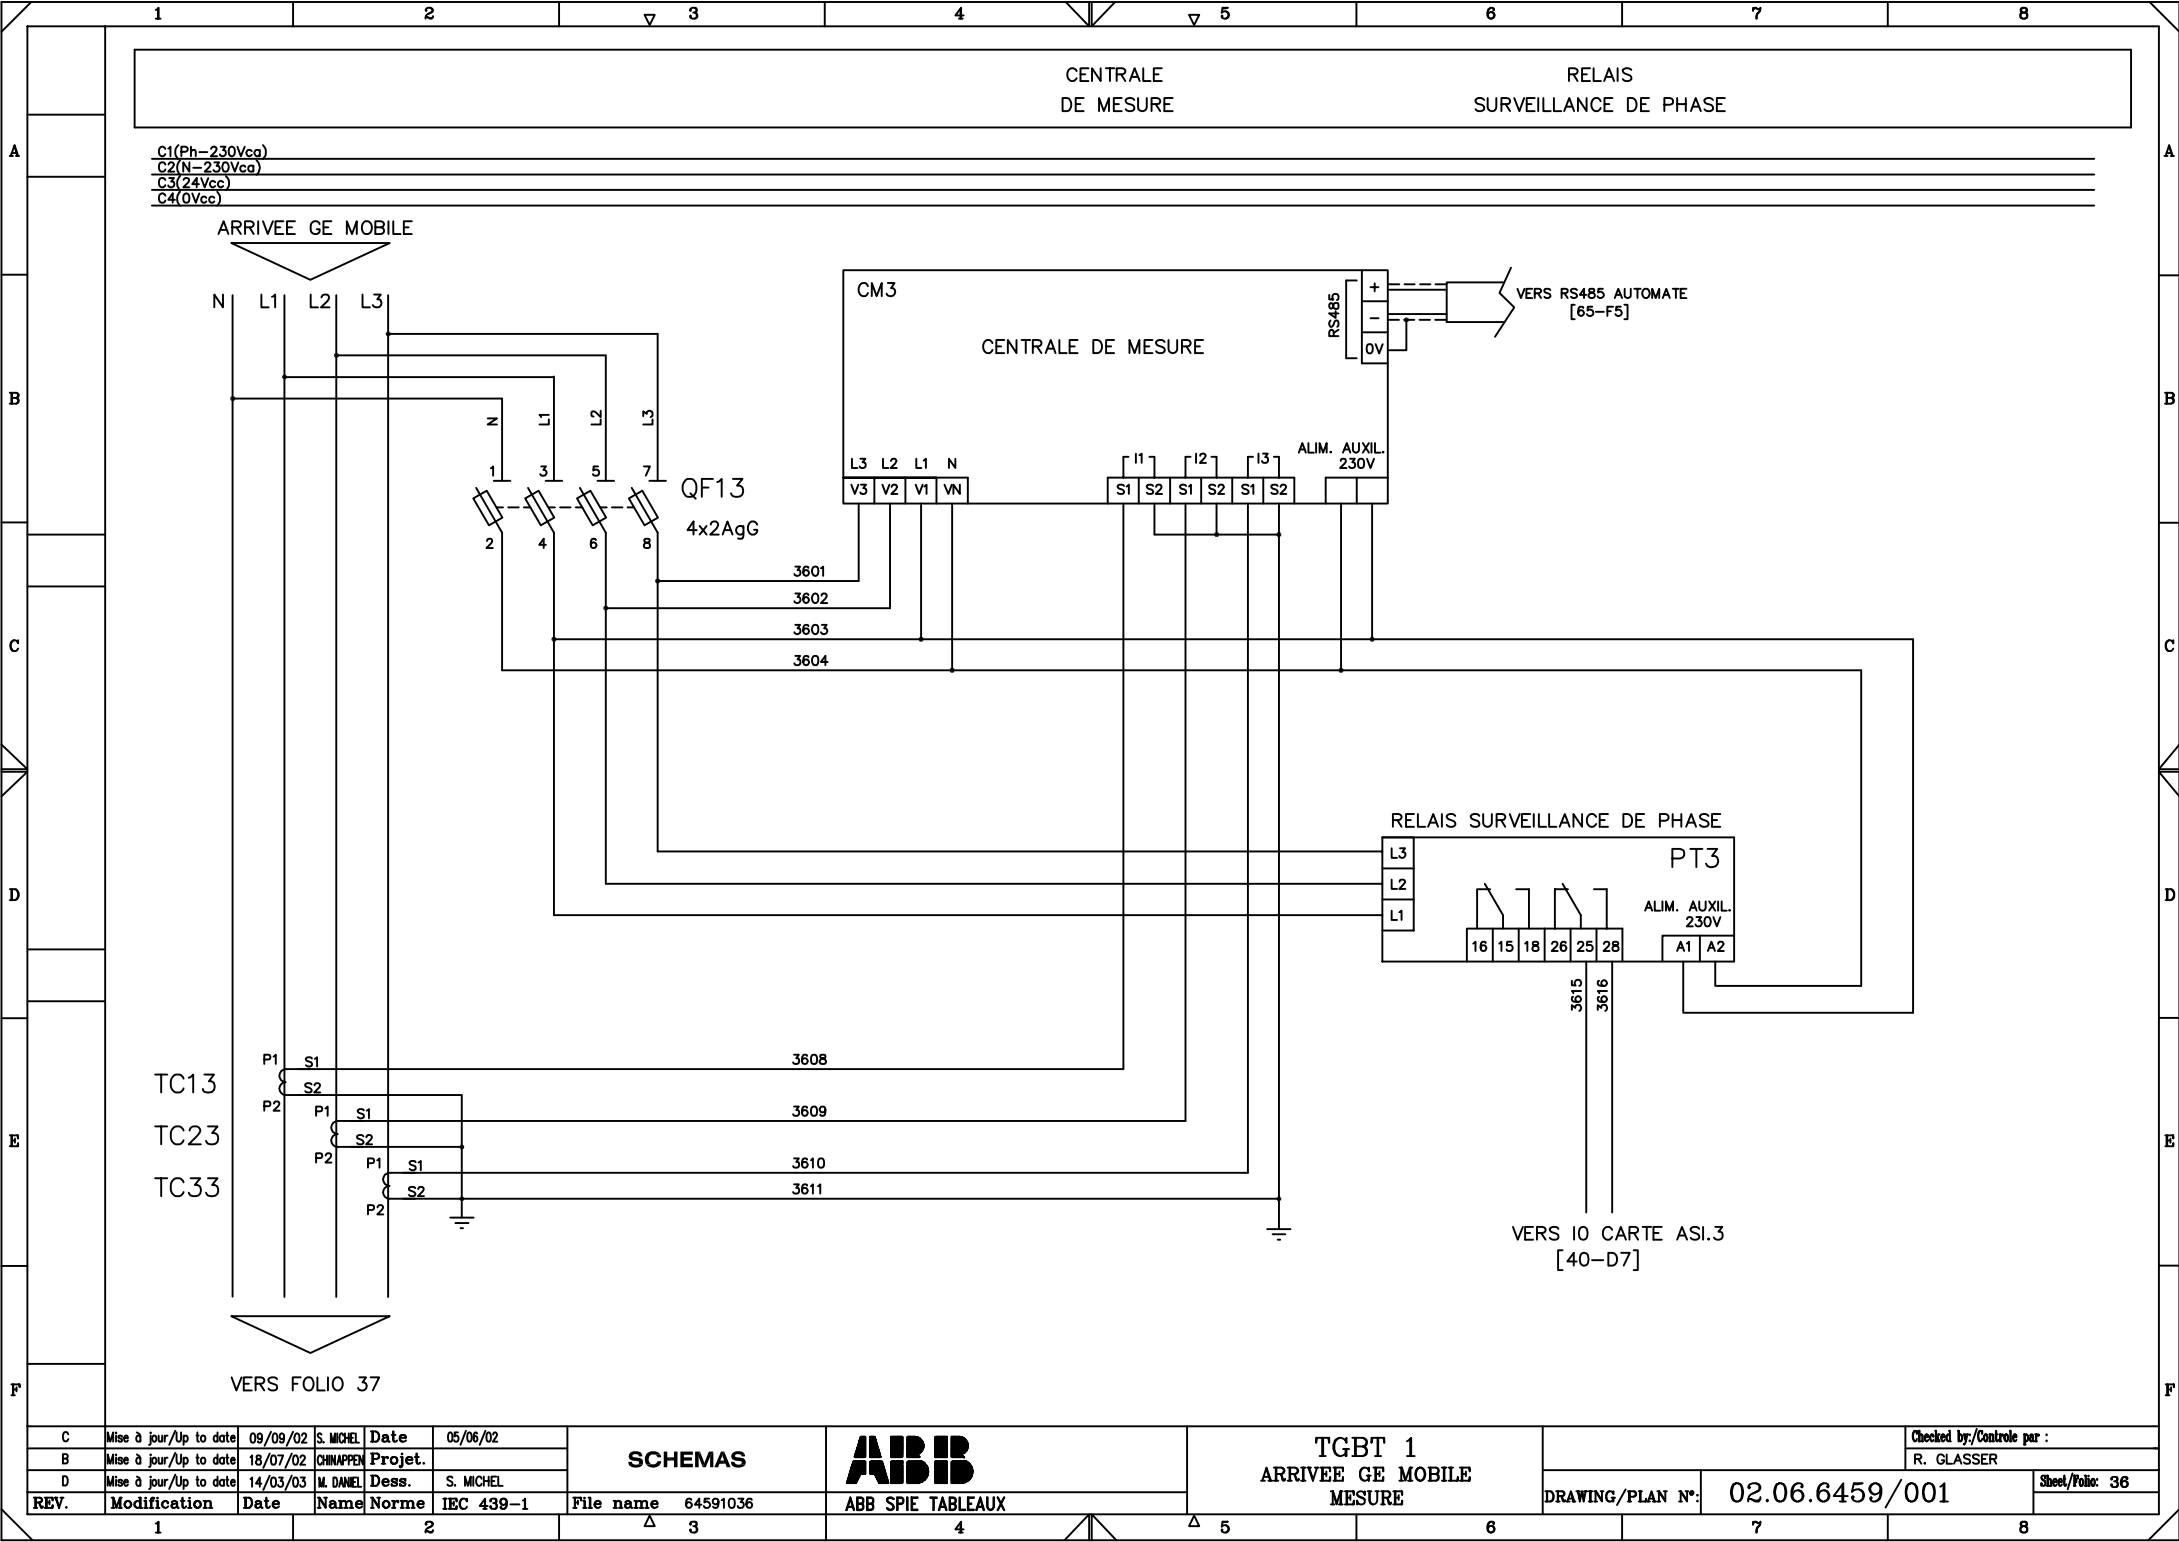 1 2 3 4 5 6 7 8
CENTRALE
DE MESURE
RELAIS
SURVEILLANCE DE PHASE
A A
C1(Ph-230Vca)
C2(N-230Vca)
C3(24Vcc)
C4(0Vcc)
ARRIVEE GE MOBILE
N L1 L2 L3
CM3
CENTRALE DE MESURE
RS485
+
-
0V
VERS RS485 AUTOMATE
[65-F5]
B B
N L1 L2 L3
1 3 5 7
QF13
4x2AgG
2 4 6 8
L3 L2 L1 N
V3 V2 V1 VN
I1 I2 I3
S1 S2 S1 S2 S1 S2
ALIM. AUXIL.
230V
3601
3602
3603
3604
C C
RELAIS SURVEILLANCE DE PHASE
PT3
L3
L2
L1
ALIM. AUXIL.
230V
16 15 18 26 25 28
A1 A2
D D
3615 3616
TC13
P1 S1
S2
P2
3608
TC23
P1 S1
S2
P2
3609
TC33
P1 S1
S2
P2
3610
3611
E E
VERS IO CARTE ASI.3
[40-D7]
VERS FOLIO 37
F F
C Mise à jour/Up to date 09/09/02 S. MICHEL Date 05/06/02
B Mise à jour/Up to date 18/07/02 CHINAPPEN Projet.
D Mise à jour/Up to date 14/03/03 M. DANIEL Dess. S. MICHEL
REV. Modification Date Name Norme IEC 439-1
SCHEMAS
File name 64591036
ABB
ABB SPIE TABLEAUX
TGBT 1
ARRIVEE GE MOBILE
MESURE
DRAWING/PLAN N°: 02.06.6459/001
Checked by:/Controle par :
R. GLASSER
Sheet/Folio: 36
1 2 3 4 5 6 7 8